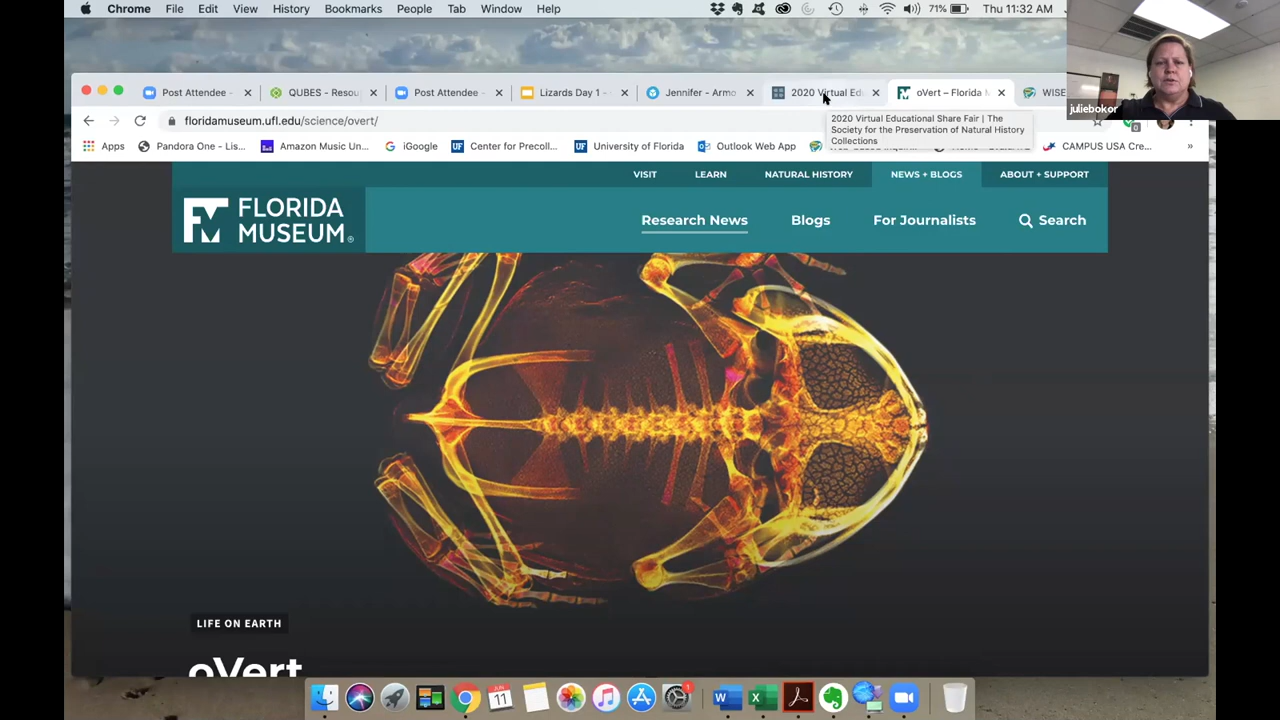 Chrome File Edit View History Bookmarks People Tab Window Help 71% Thu 11:32 AM
juliebokor
Post Attendee - QUBES - Resou Post Attendee - Lizards Day 1 - Jennifer - Armo 2020 Virtual Edu oVert – Florida M WISE
floridamuseum.ufl.edu/science/overt/
2020 Virtual Educational Share Fair | The
Society for the Preservation of Natural History
Collections
Apps Pandora One - Lis... Amazon Music Un... iGoogle Center for Precoll... University of Florida Outlook Web App CAMPUS USA Cre... »
VISIT LEARN NATURAL HISTORY NEWS + BLOGS ABOUT + SUPPORT
FLORIDA
MUSEUM®
Research News Blogs For Journalists Search
LIFE ON EARTH
oVert
JUN
11
1